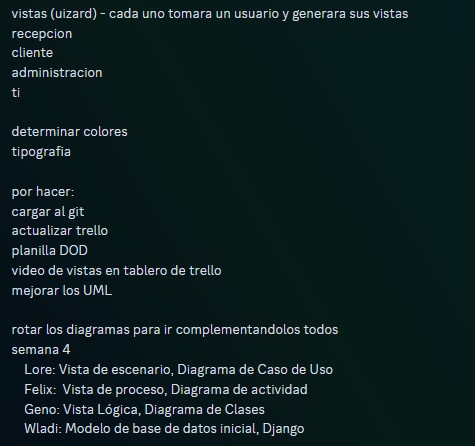 vistas (uizard) - cada uno tomara un usuario y generara sus vistas
recepcion
cliente
administracion
ti
determinar colores
tipografia
por hacer:
cargar al git
actualizar trello
planilla DOD
video de vistas en tablero de trello
mejorar los UML
rotar los diagramas para ir complementandolos todos
semana 4
Lore: Vista de escenario, Diagrama de Caso de Uso
Felix:  Vista de proceso, Diagrama de actividad
Geno: Vista Lógica, Diagrama de Clases
Wladi: Modelo de base de datos inicial, Django